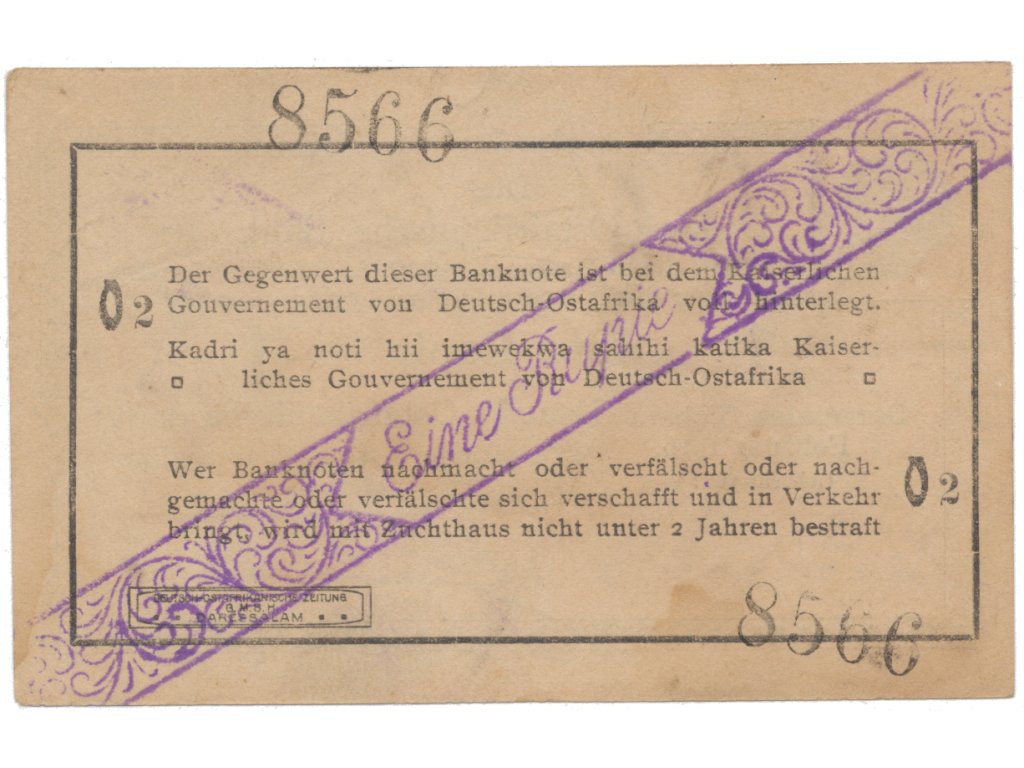 8566
Der Gegenwert dieser Banknote ist bei dem Kaiserlichen
O2 Gouvernement von Deutsch-Ostafrika voll hinterlegt.
Kadri ya noti hii imewekwa sahihi katika Kaiser-
liches Gouvernement von Deutsch-Ostafrika
Eine Rupie
Wer Banknoten nachmacht oder verfälscht oder nach-
gemachte oder verfälschte sich verschafft und in Verkehr O2
bringt, wird mit Zuchthaus nicht unter 2 Jahren bestraft
DEUTSCH-OSTAFRIKANISCHE ZEITUNG
G. M. B. H.
DARESSALAM
8566